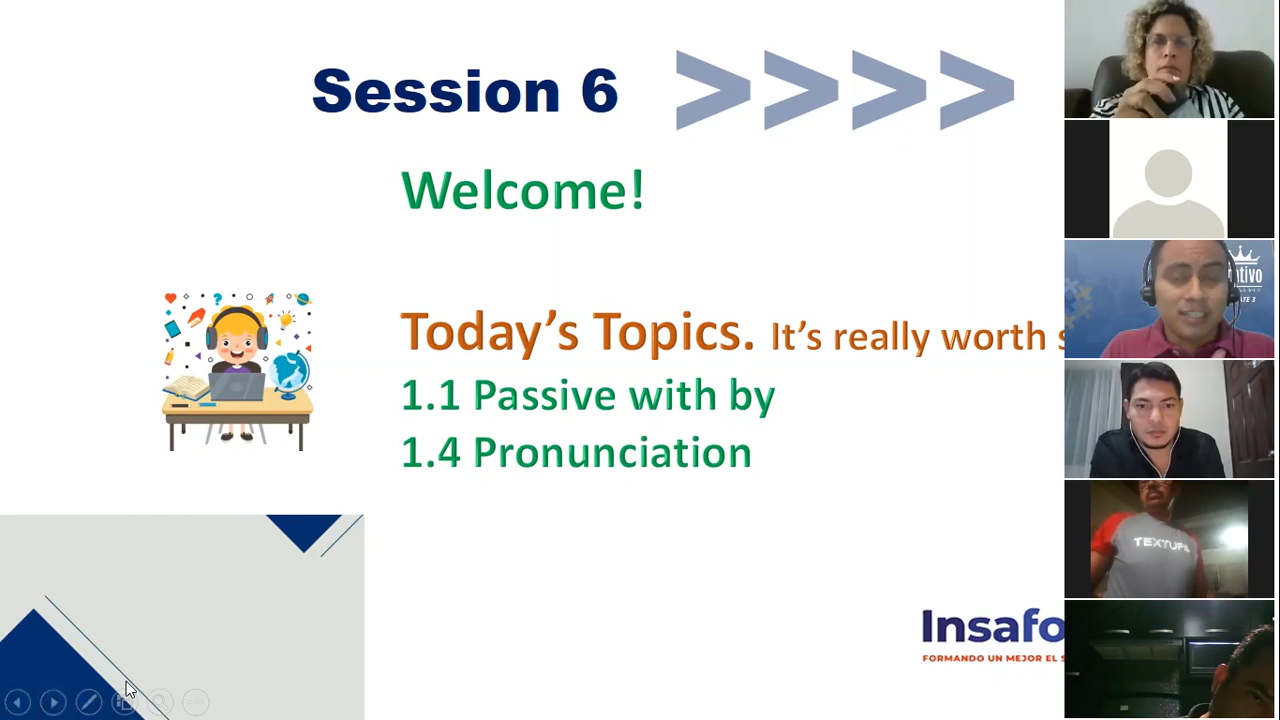 Session 6 >>>>
Welcome!
Today's Topics. It's really worth s
1.1 Passive with by
1.4 Pronunciation
Insafo
FORMANDO UN MEJOR EL S
TEXTUFIL